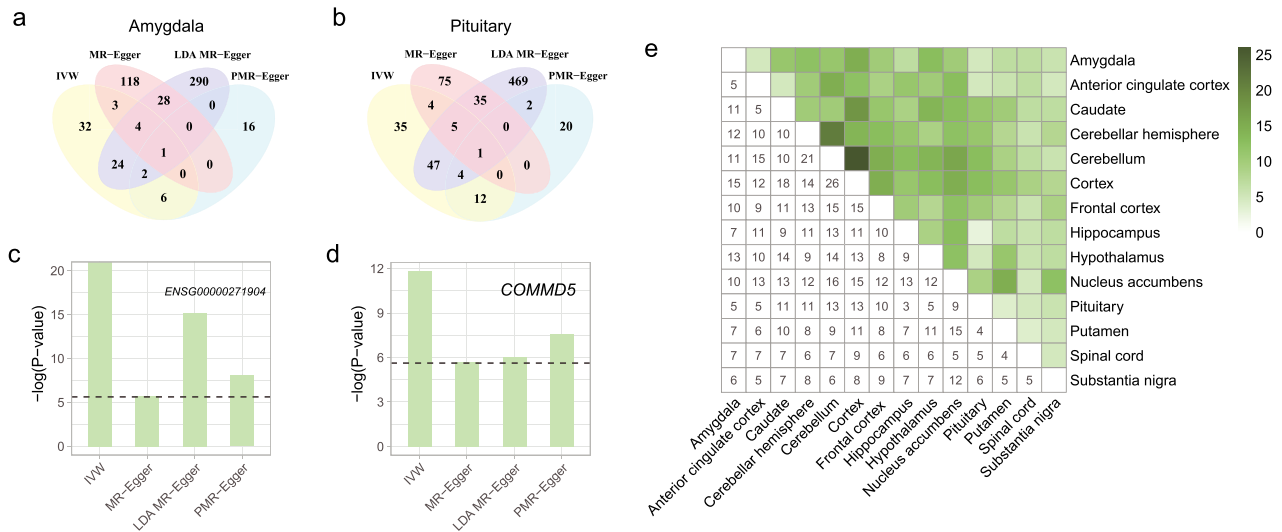 a
Amygdala
MR−Egger
LDA MR−Egger
IVW
PMR−Egger
118
290
3
28
0
32
4
0
16
1
24
2
0
0
6
b
Pituitary
MR−Egger
LDA MR−Egger
IVW
PMR−Egger
75
469
4
35
2
35
5
0
20
1
47
4
0
0
12
c
ENSG00000271904
−log(P−value)
20
15
10
5
0
IVW
MR−Egger
LDA MR−Egger
PMR−Egger
d
COMMD5
−log(P−value)
12
9
6
3
0
IVW
MR−Egger
LDA MR−Egger
PMR−Egger
e
Amygdala
5 Anterior cingulate cortex
11 5 Caudate
12 10 10 Cerebellar hemisphere
11 15 10 21 Cerebellum
15 12 18 14 26 Cortex
10 9 11 13 15 15 Frontal cortex
7 11 9 11 13 11 10 Hippocampus
13 10 14 9 14 13 8 9 Hypothalamus
10 13 13 12 16 15 12 13 12 Nucleus accumbens
5 5 11 11 13 13 10 3 5 9 Pituitary
7 6 10 8 9 11 8 7 11 15 4 Putamen
7 7 7 6 7 9 6 6 6 5 5 4 Spinal cord
6 5 7 8 6 8 9 7 7 12 6 5 5 Substantia nigra
Amygdala
Anterior cingulate cortex
Caudate
Cerebellar hemisphere
Cerebellum
Cortex
Frontal cortex
Hippocampus
Hypothalamus
Nucleus accumbens
Pituitary
Putamen
Spinal cord
Substantia nigra
25
20
15
10
5
0